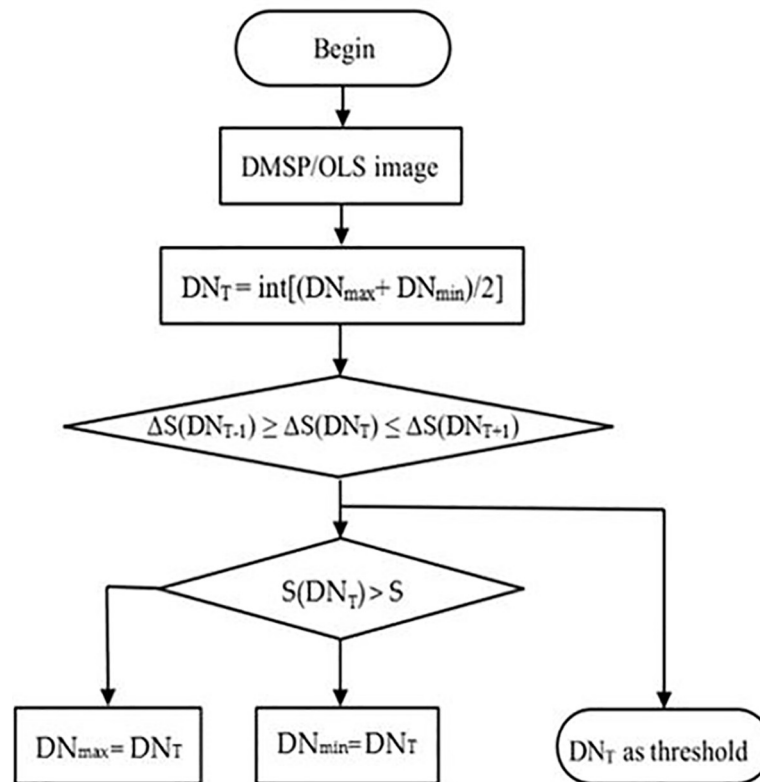 Begin
DMSP/OLS image
DN_T = int[(DN_max + DN_min)/2]
ΔS(DN_T-1) ≥ ΔS(DN_T) ≤ ΔS(DN_T+1)
S(DN_T) > S
DN_max = DN_T
DN_min = DN_T
DN_T as threshold